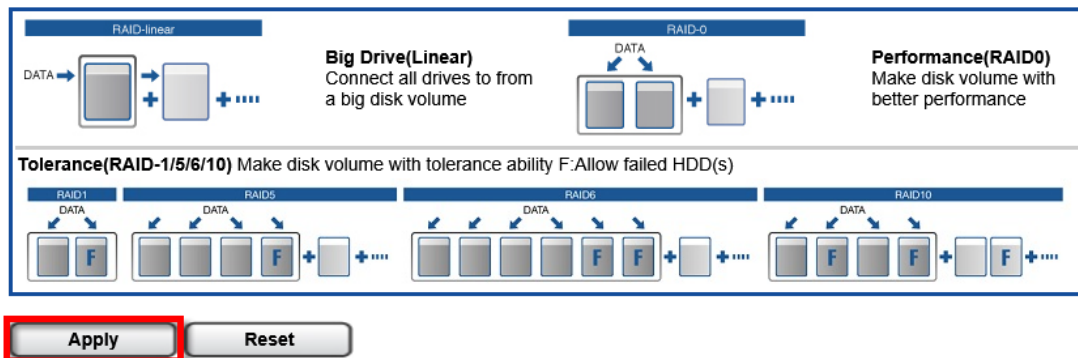 RAID-linear
DATA
Big Drive(Linear)
Connect all drives to from
a big disk volume
RAID-0
DATA
Performance(RAID0)
Make disk volume with
better performance
Tolerance(RAID-1/5/6/10) Make disk volume with tolerance ability F:Allow failed HDD(s)
RAID1
DATA
F
RAID5
DATA
F
RAID6
DATA
F F
RAID10
DATA
F F F
Apply Reset